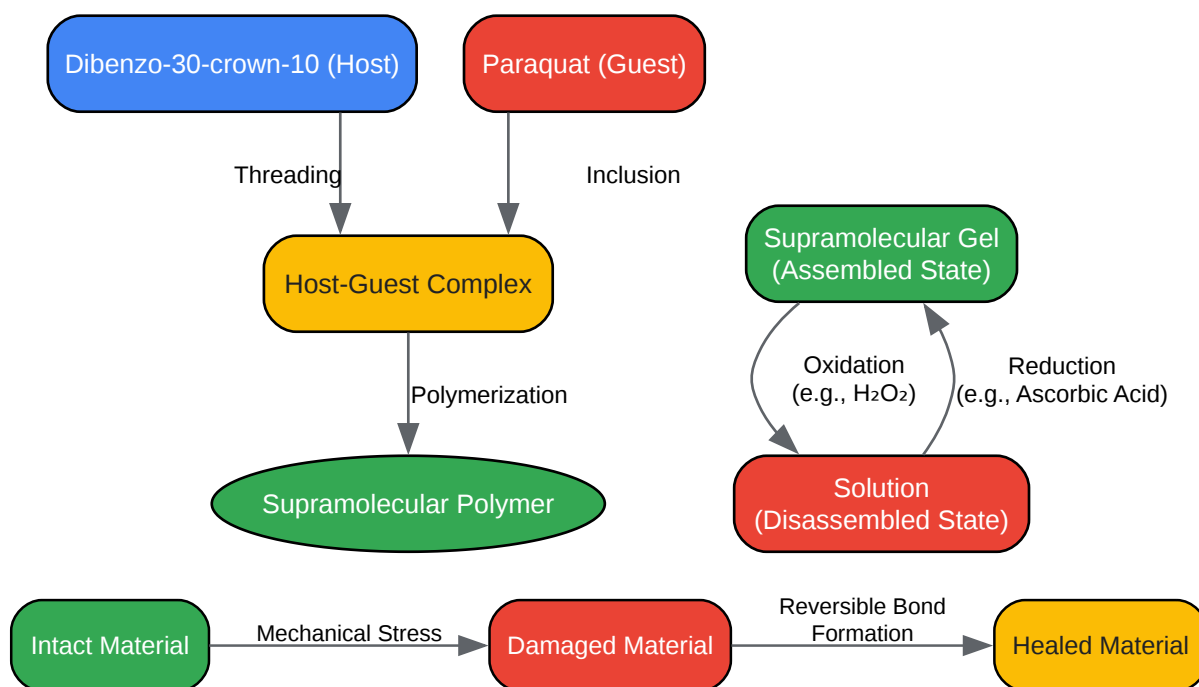 Dibenzo-30-crown-10 (Host)
Paraquat (Guest)
Threading
Inclusion
Host-Guest Complex
Polymerization
Supramolecular Polymer
Supramolecular Gel
(Assembled State)
Oxidation
(e.g., H₂O₂)
Reduction
(e.g., Ascorbic Acid)
Solution
(Disassembled State)
Intact Material
Mechanical Stress
Damaged Material
Reversible Bond
Formation
Healed Material